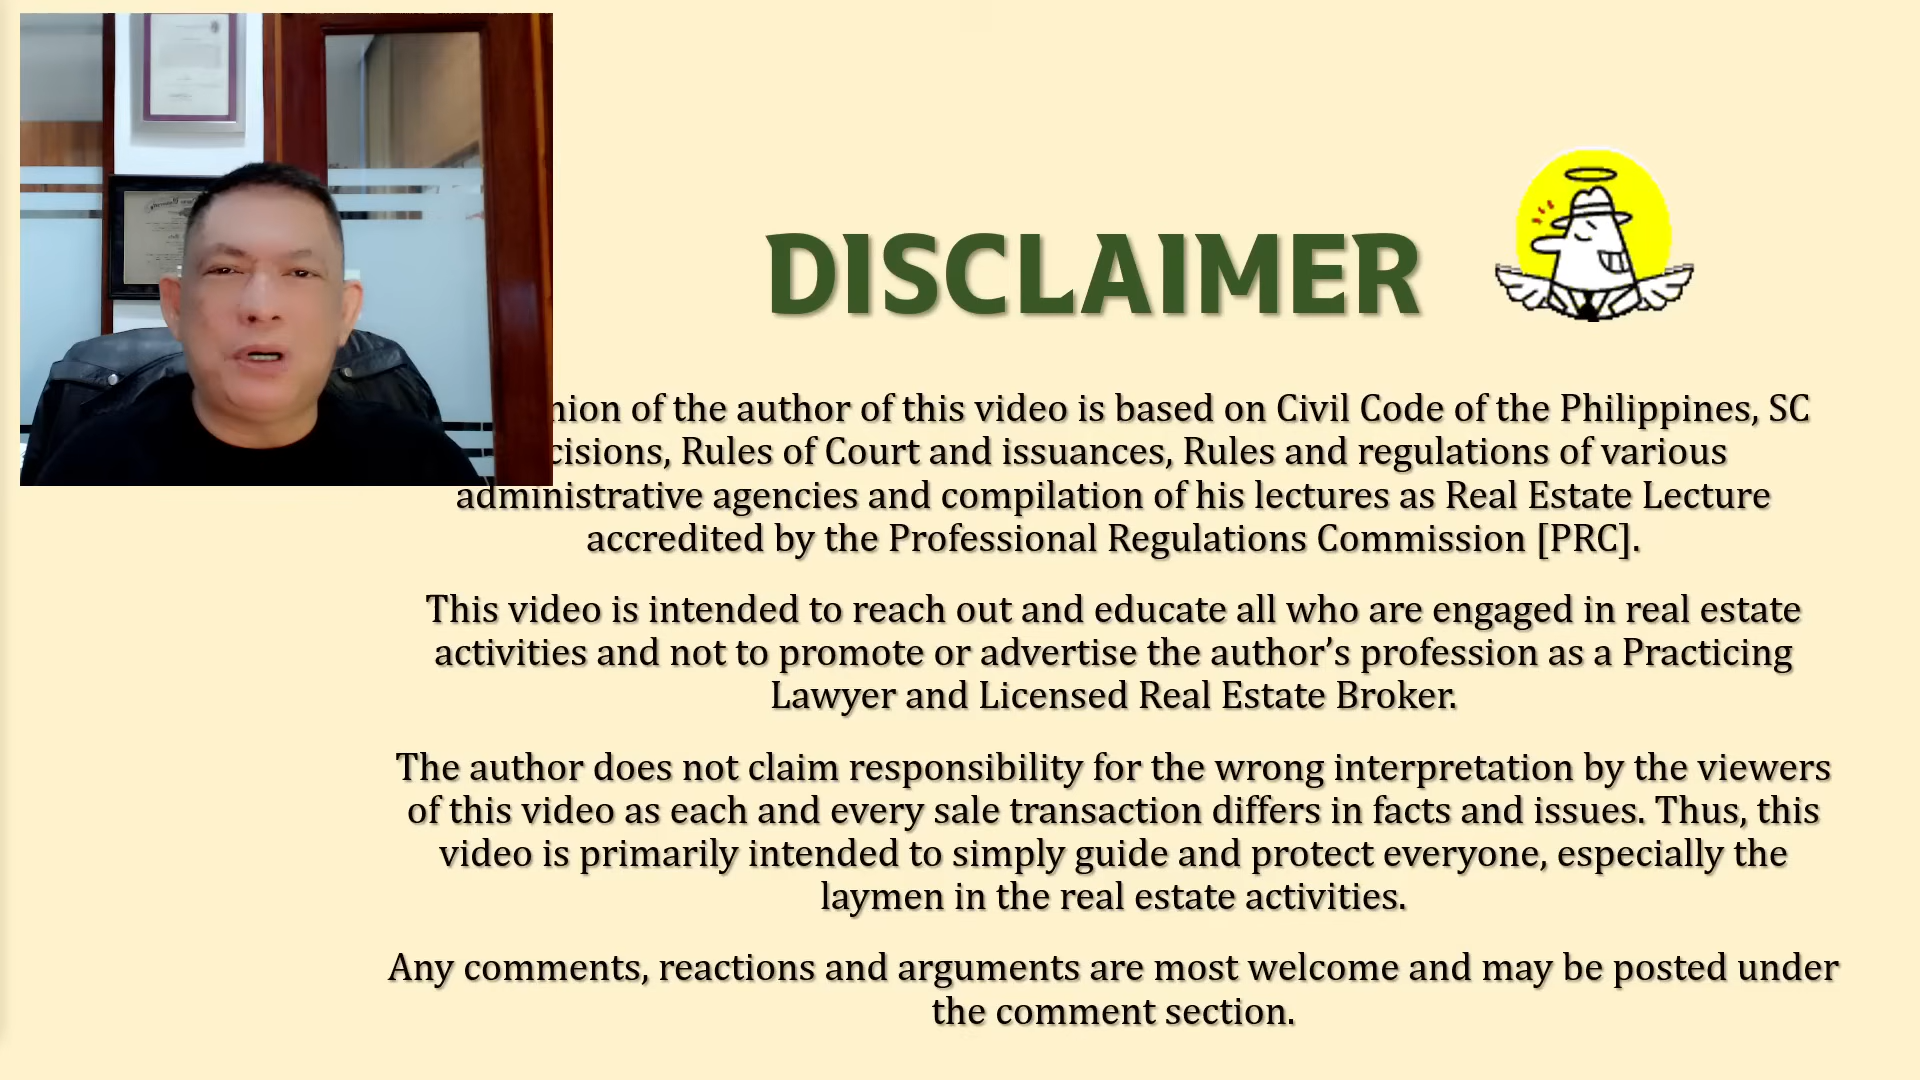 DISCLAIMER
of the author of this video is based on Civil Code of the Philippines, SC
Rules of Court and issuances, Rules and regulations of various
administrative agencies and compilation of his lectures as Real Estate Lecture
accredited by the Professional Regulations Commission [PRC].
This video is intended to reach out and educate all who are engaged in real estate
activities and not to promote or advertise the author’s profession as a Practicing
Lawyer and Licensed Real Estate Broker.
The author does not claim responsibility for the wrong interpretation by the viewers
of this video as each and every sale transaction differs in facts and issues. Thus, this
video is primarily intended to simply guide and protect everyone, especially the
laymen in the real estate activities.
Any comments, reactions and arguments are most welcome and may be posted under
the comment section.